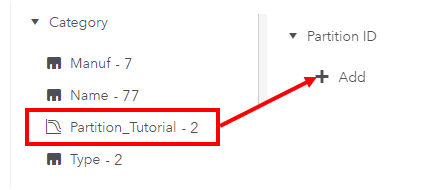 Category
Manuf - 7
Name - 77
Partition_Tutorial - 2
Type - 2
Partition ID
Add